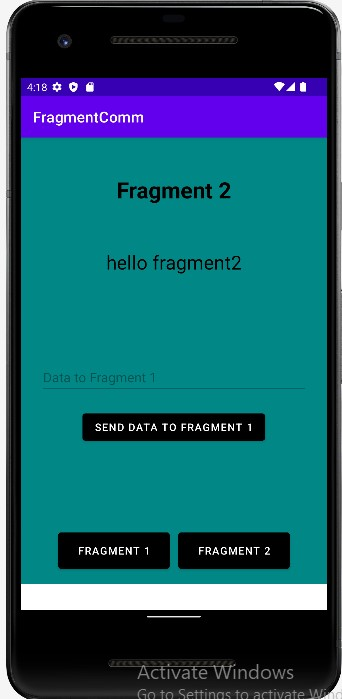 4:18
FragmentComm
Fragment 2
hello fragment2
Data to Fragment 1
SEND DATA TO FRAGMENT 1
FRAGMENT 1 FRAGMENT 2
Activate Windows
Go to Settings to activate Wind